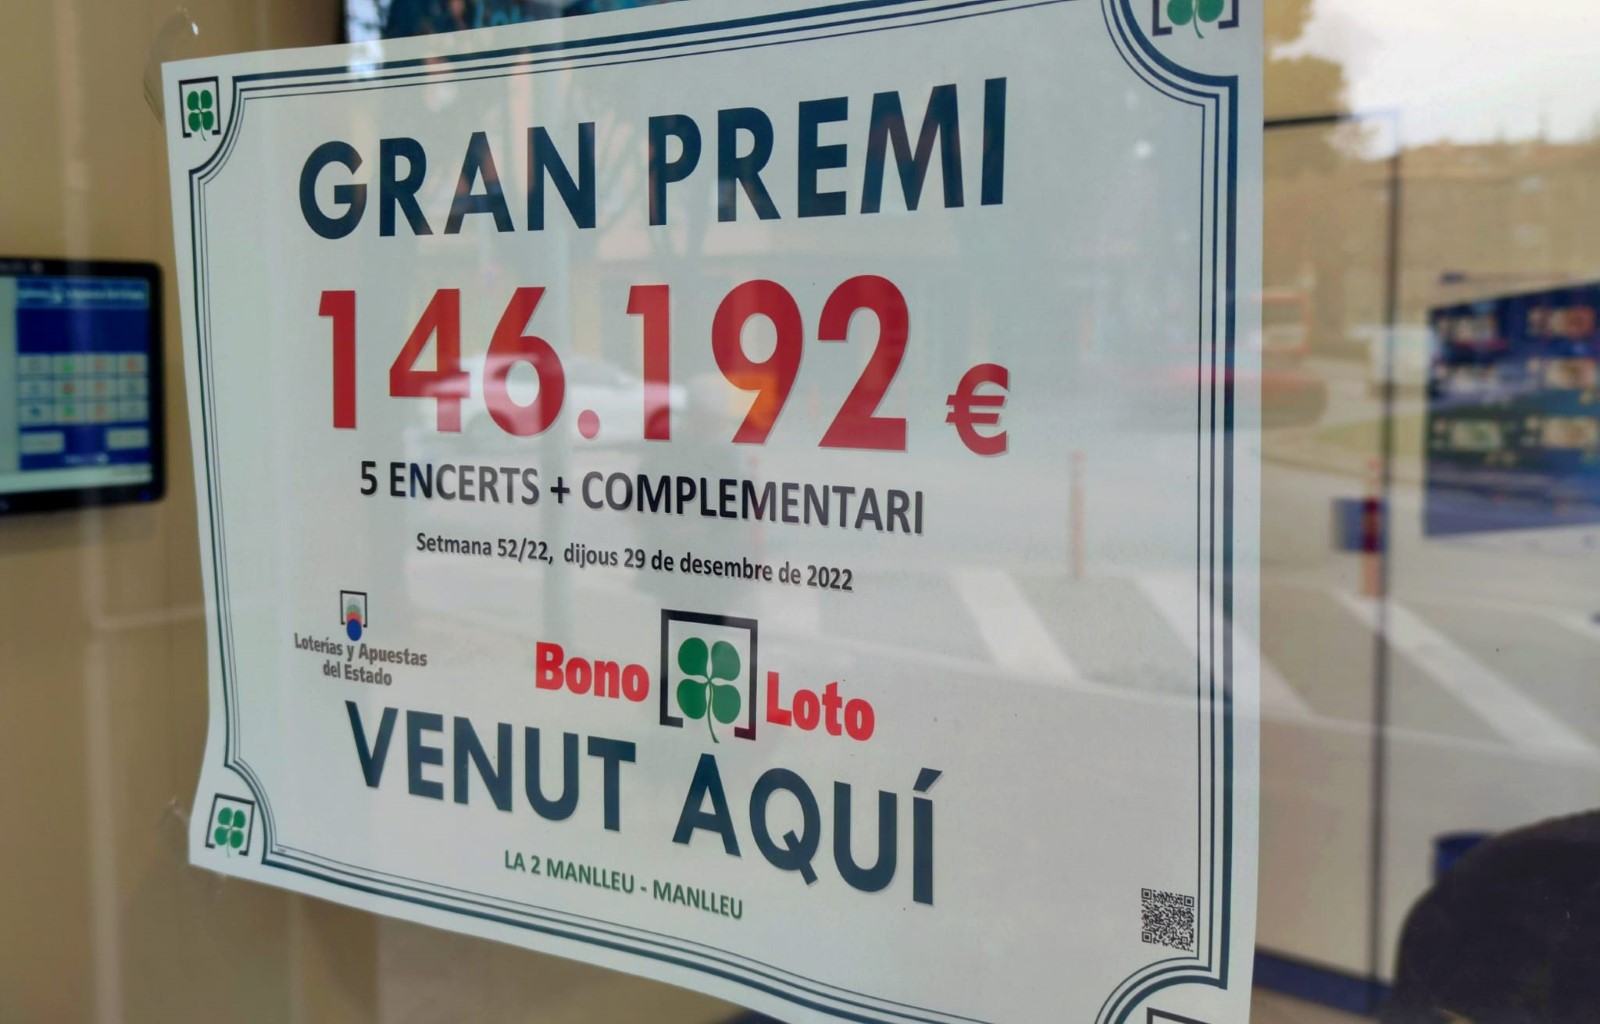 GRAN PREMI
146.192 €
5 ENCERTS + COMPLEMENTARI
Setmana 52/22, dijous 29 de desembre de 2022
Loterías y Apuestas
del Estado
Bono Loto
VENUT AQUÍ
LA 2 MANLLEU - MANLLEU